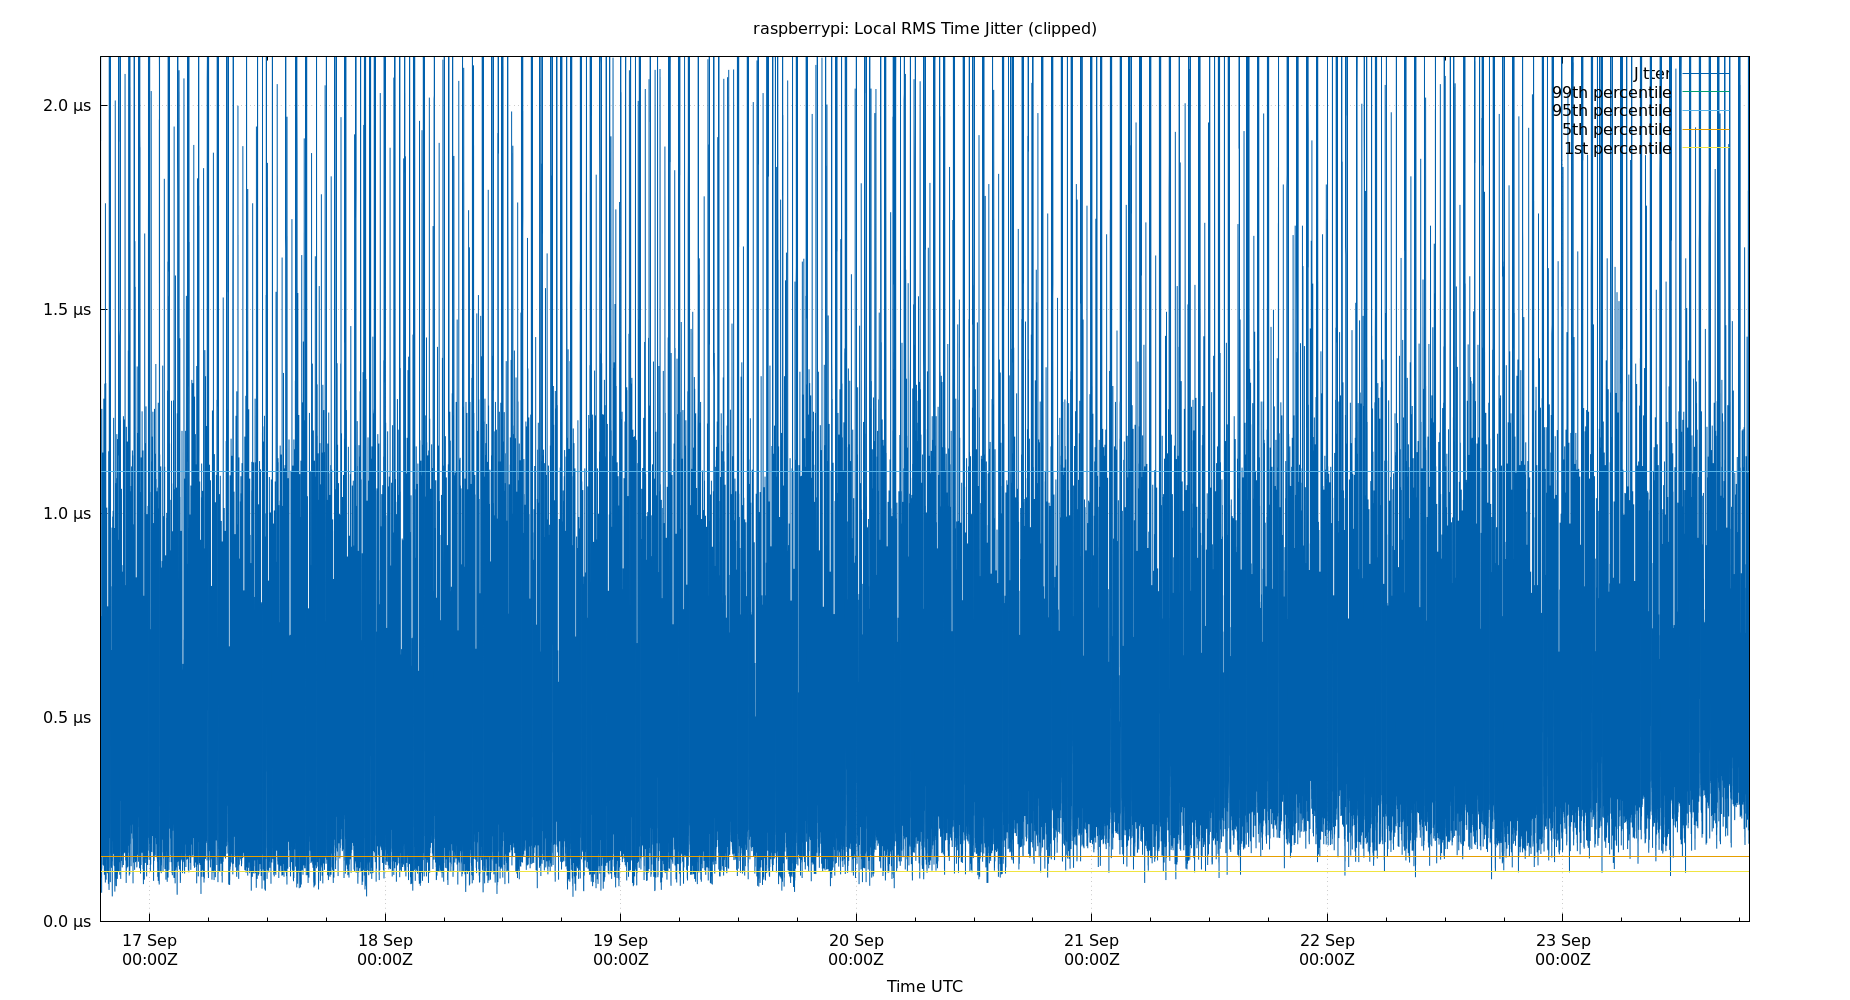 raspberrypi: Local RMS Time Jitter (clipped)
Jitter
99th percentile
95th percentile
5th percentile
1st percentile
2.0 µs
1.5 µs
1.0 µs
0.5 µs
0.0 µs
17 Sep
00:00Z
18 Sep
00:00Z
19 Sep
00:00Z
20 Sep
00:00Z
21 Sep
00:00Z
22 Sep
00:00Z
23 Sep
00:00Z
Time UTC